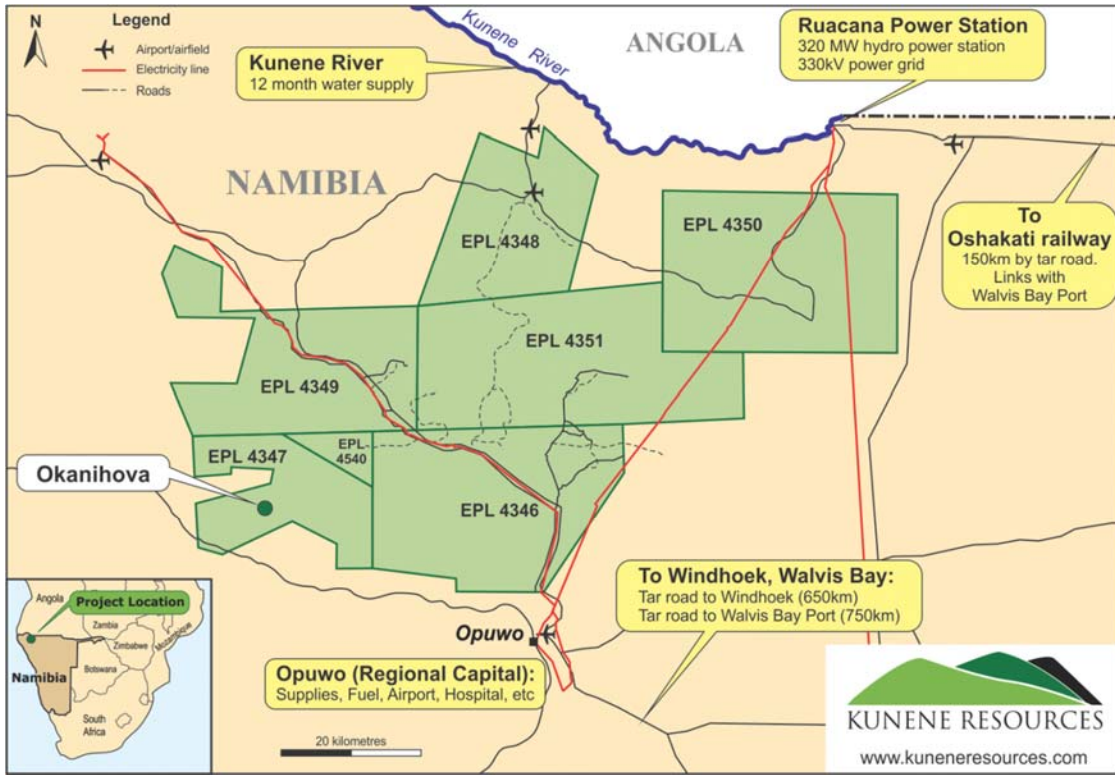 N
Legend
Airport/airfield
Electricity line
Roads
Kunene River
12 month water supply
Kunene River
ANGOLA
Ruacana Power Station
320 MW hydro power station
330kV power grid
NAMIBIA
EPL 4348
EPL 4350
To
Oshakati railway
150km by tar road.
Links with
Walvis Bay Port
EPL 4351
EPL 4349
EPL 4347
EPL
4540
Okanihova
EPL 4346
Angola
Project Location
Zambia
Zimbabwe
Mozambique
Namibia
Botswana
South
Africa
To Windhoek, Walvis Bay:
Tar road to Windhoek (650km)
Tar road to Walvis Bay Port (750km)
Opuwo
Opuwo (Regional Capital):
Supplies, Fuel, Airport, Hospital, etc
20 kilometres
KUNENE RESOURCES
www.kuneneresources.com